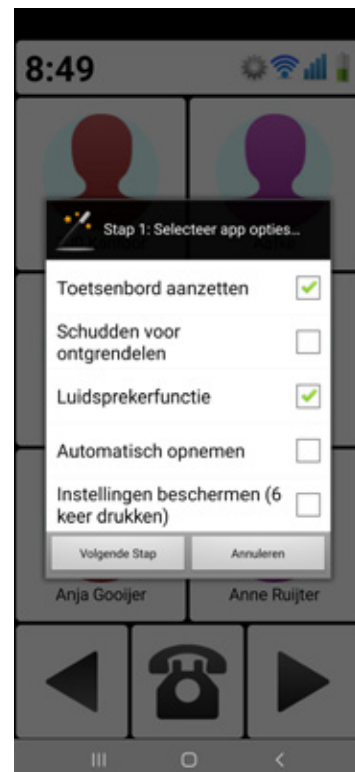 8:49
Stap 1: Selecteer app opties...
Toetsenbord aanzetten
Schudden voor
ontgrendelen
Luidsprekerfunctie
Automatisch opnemen
Instellingen beschermen (6
keer drukken)
Volgende Stap Annuleren
Anja Gooijer Anne Ruijter